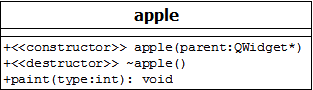 apple
+<<constructor>> apple(parent:QWidget*)
+<<destructor>> ~apple()
+paint(type:int): void